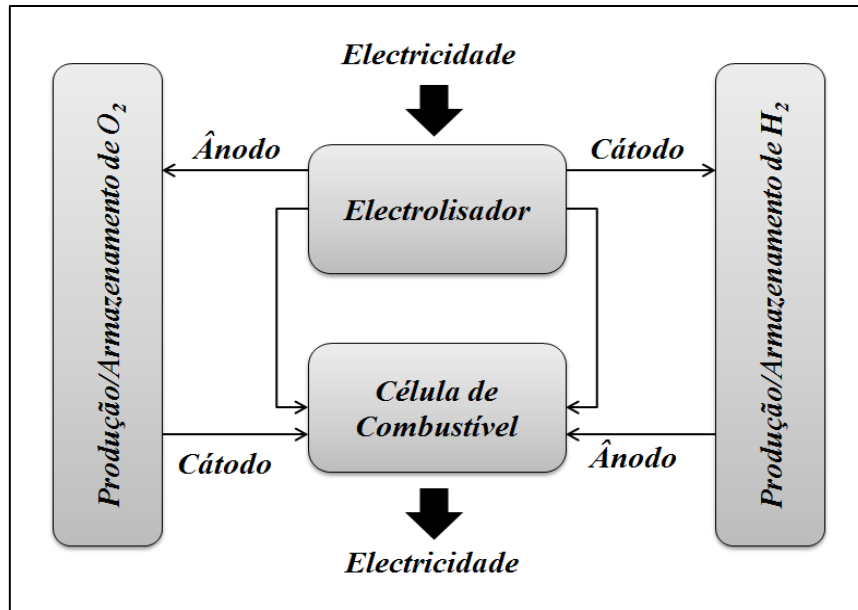 Electricidade
Produção/Armazenamento de O2
Ânodo
Electrolisador
Cátodo
Produção/Armazenamento de H2
Célula de
Combustível
Cátodo
Ânodo
Electricidade